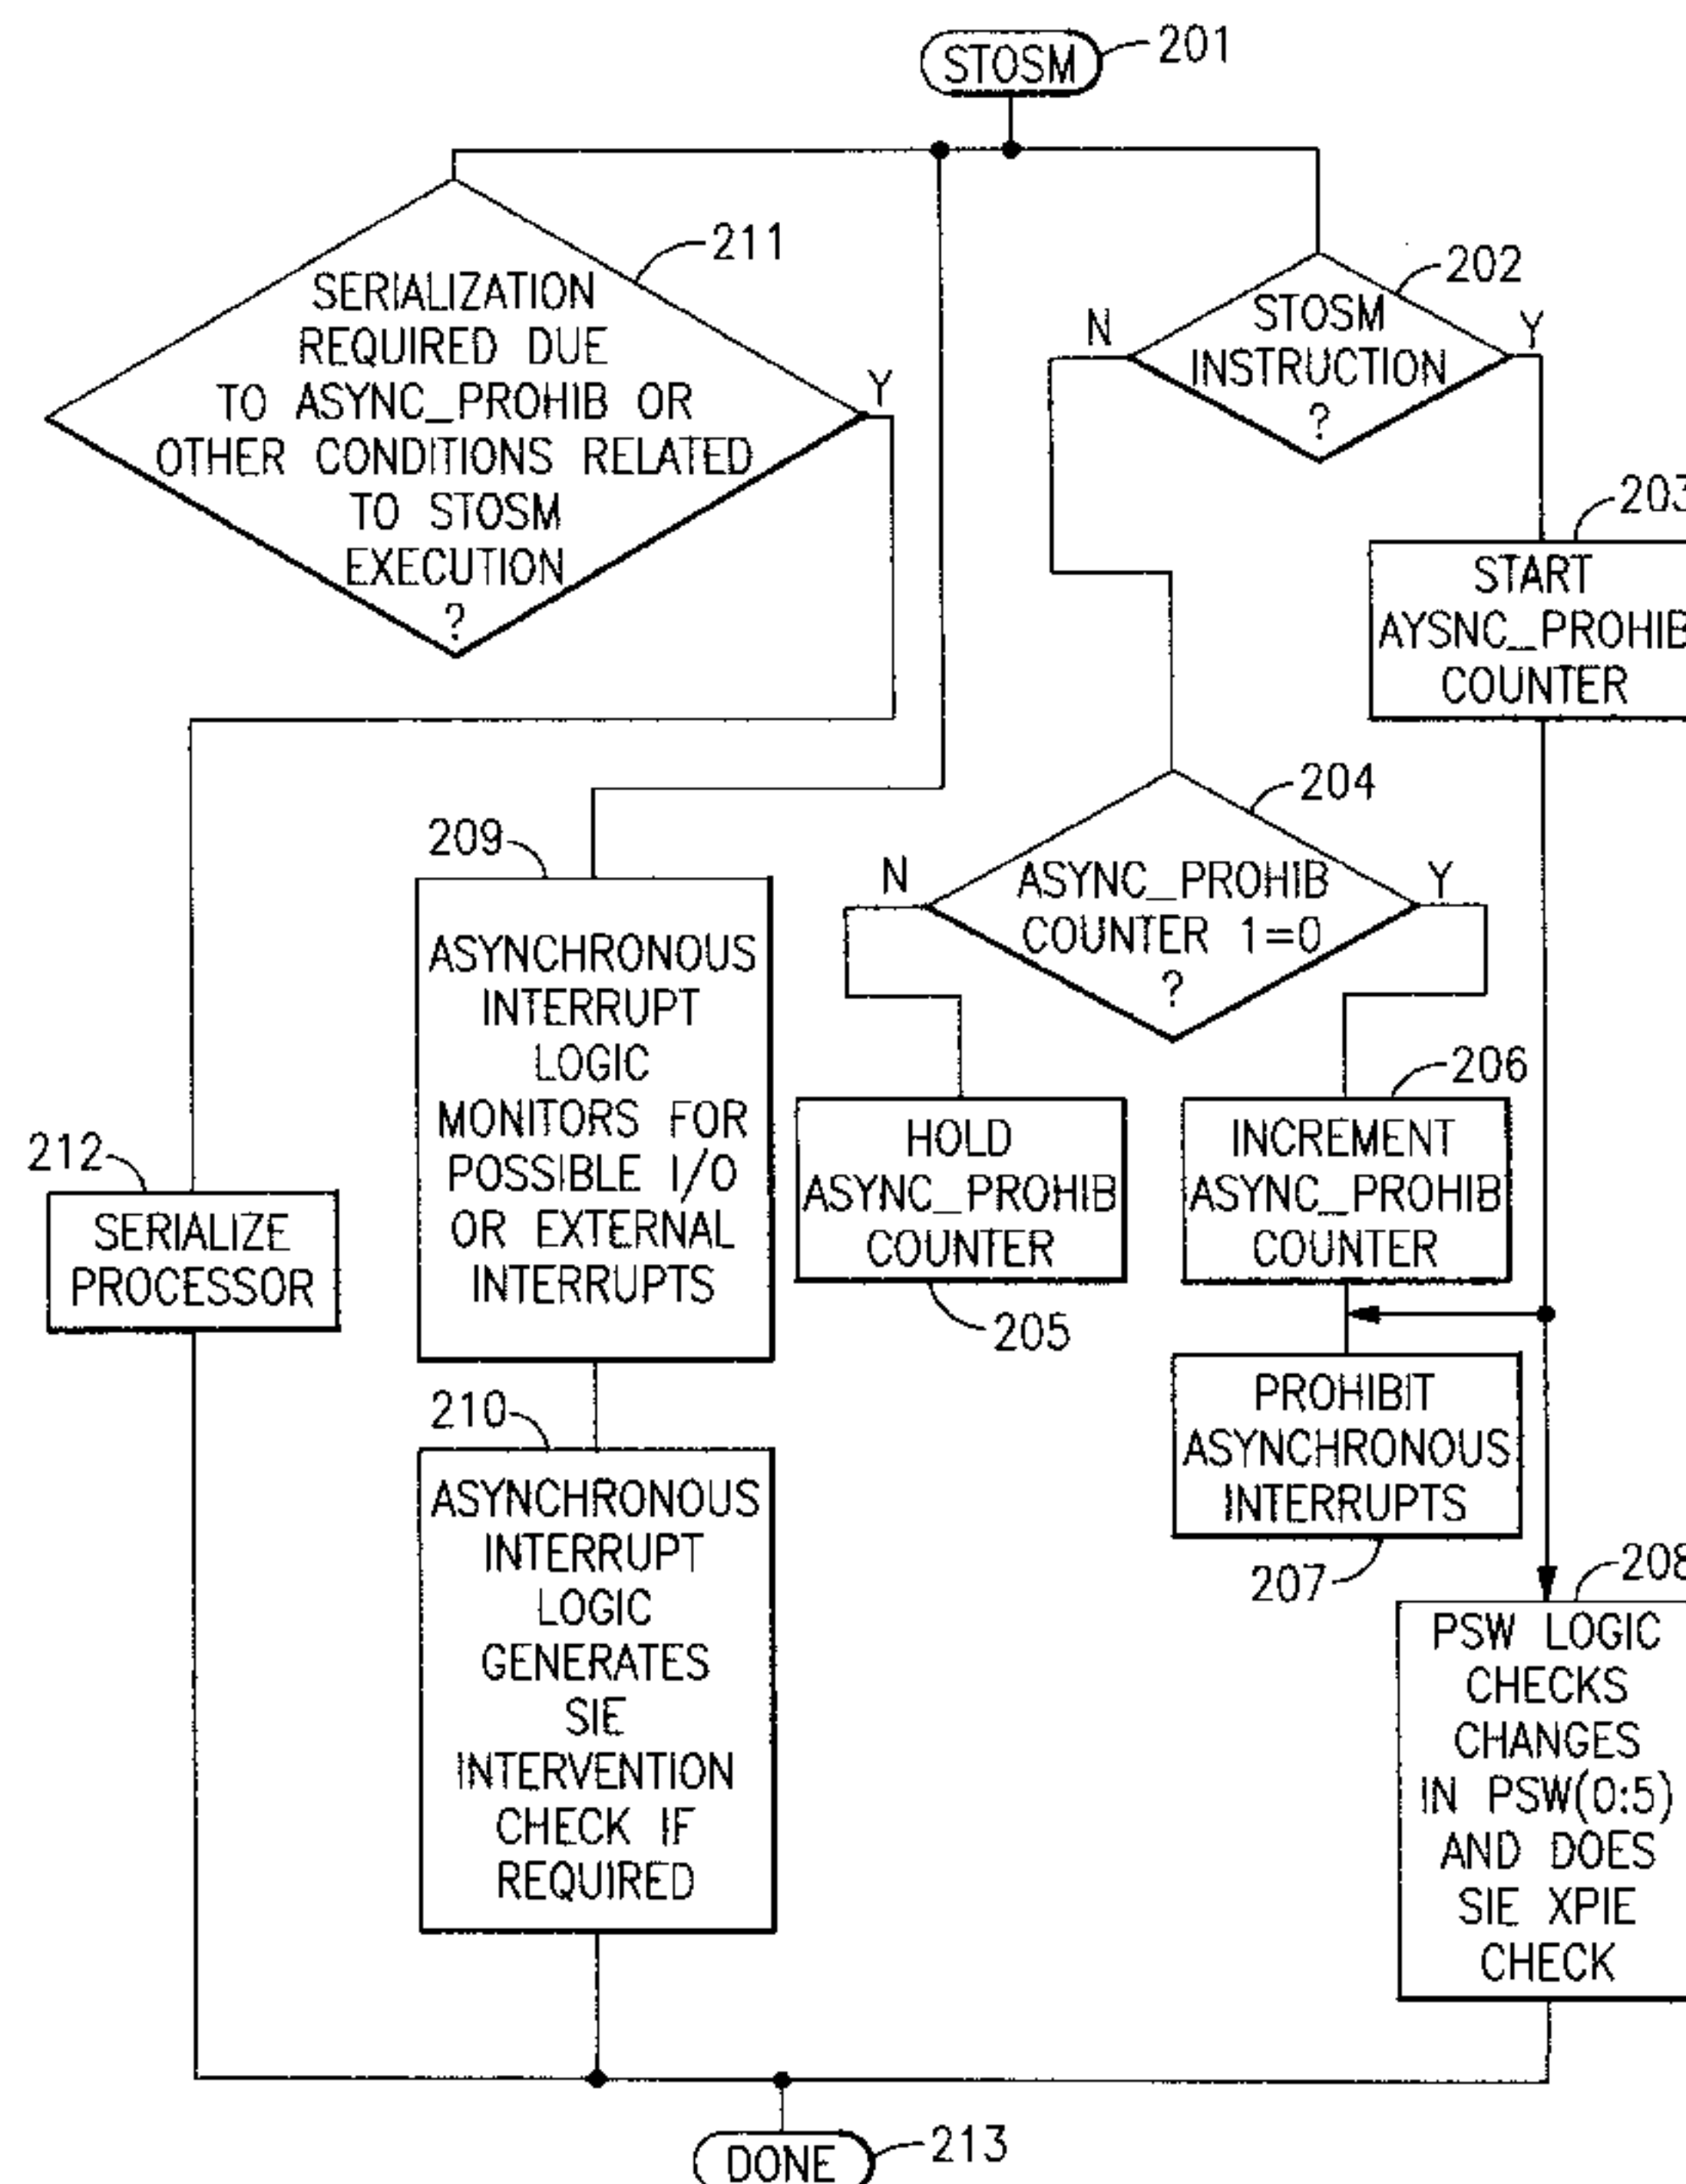 STOSM
201
211
SERIALIZATION
REQUIRED DUE
TO ASYNC_PROHIB OR
OTHER CONDITIONS RELATED
TO STOSM
EXECUTION
?
Y
202
STOSM
INSTRUCTION
?
N
Y
203
START
AYSNC_PROHIB
COUNTER
204
ASYNC_PROHIB
COUNTER 1=0
?
N
Y
209
ASYNCHRONOUS
INTERRUPT
LOGIC
MONITORS FOR
POSSIBLE I/O
OR EXTERNAL
INTERRUPTS
HOLD
ASYNC_PROHIB
COUNTER
205
206
INCREMENT
ASYNC_PROHIB
COUNTER
212
SERIALIZE
PROCESSOR
210
ASYNCHRONOUS
INTERRUPT
LOGIC
GENERATES
SIE
INTERVENTION
CHECK IF
REQUIRED
PROHIBIT
ASYNCHRONOUS
INTERRUPTS
207
208
PSW LOGIC
CHECKS
CHANGES
IN PSW(0:5)
AND DOES
SIE XPIE
CHECK
DONE
213